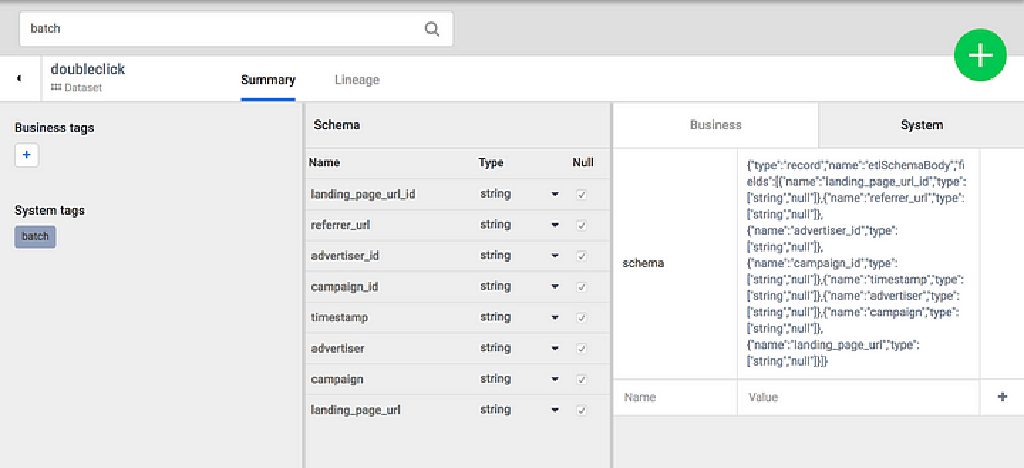 batch
doubleclick
Dataset
Summary
Lineage
Business tags
+
System tags
batch
Schema
Name Type Null
landing_page_url_id string
referrer_url string
advertiser_id string
campaign_id string
timestamp string
advertiser string
campaign string
landing_page_url string
Business System
schema
{"type":"record","name":"etlSchemaBody","fi
elds":[{"name":"landing_page_url_id","type":
["string","null"]},{"name":"referrer_url","type":
["string","null"]},
{"name":"advertiser_id","type":
["string","null"]},
{"name":"campaign_id","type":
["string","null"]},{"name":"timestamp","type":
["string","null"]},{"name":"advertiser","type":
["string","null"]},{"name":"campaign","type":
["string","null"]},
{"name":"landing_page_url","type":
["string","null"]}]}
Name Value +